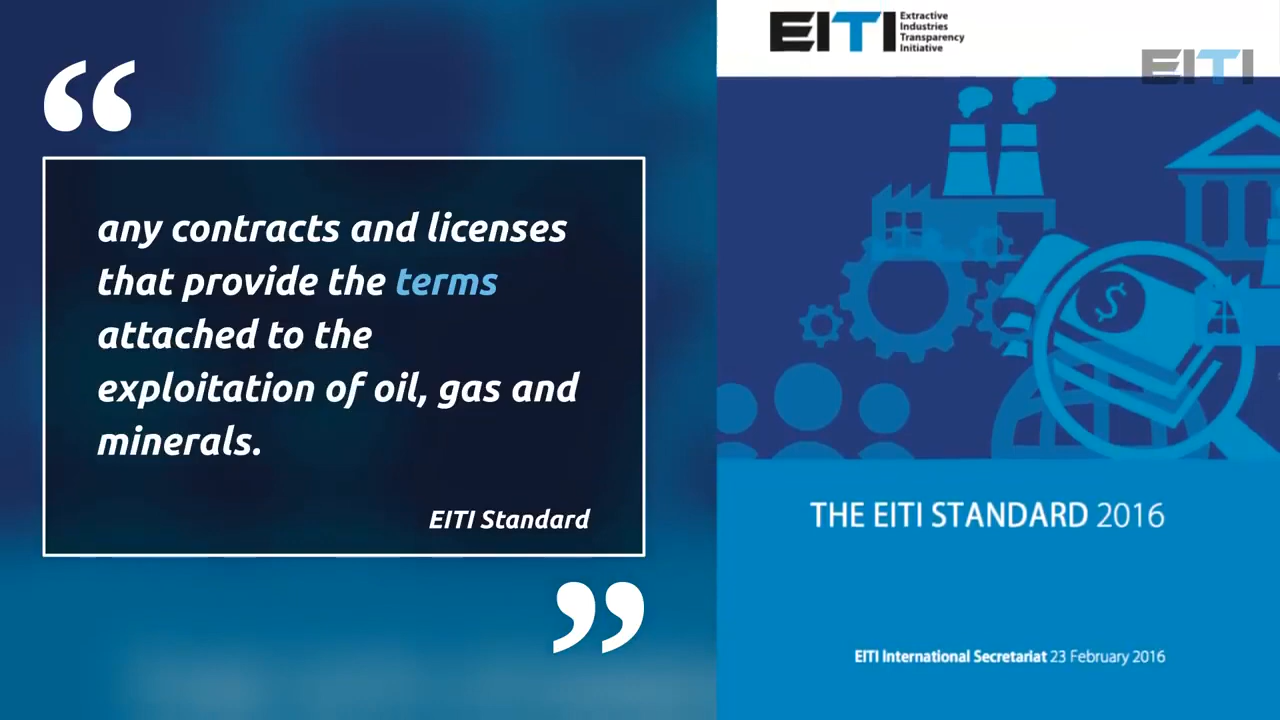 “
any contracts and licenses
that provide the terms
attached to the
exploitation of oil, gas and
minerals.
EITI Standard
”
EITI Extractive
Industries
Transparency
Initiative
EITI
$
THE EITI STANDARD 2016
EITI International Secretariat 23 February 2016